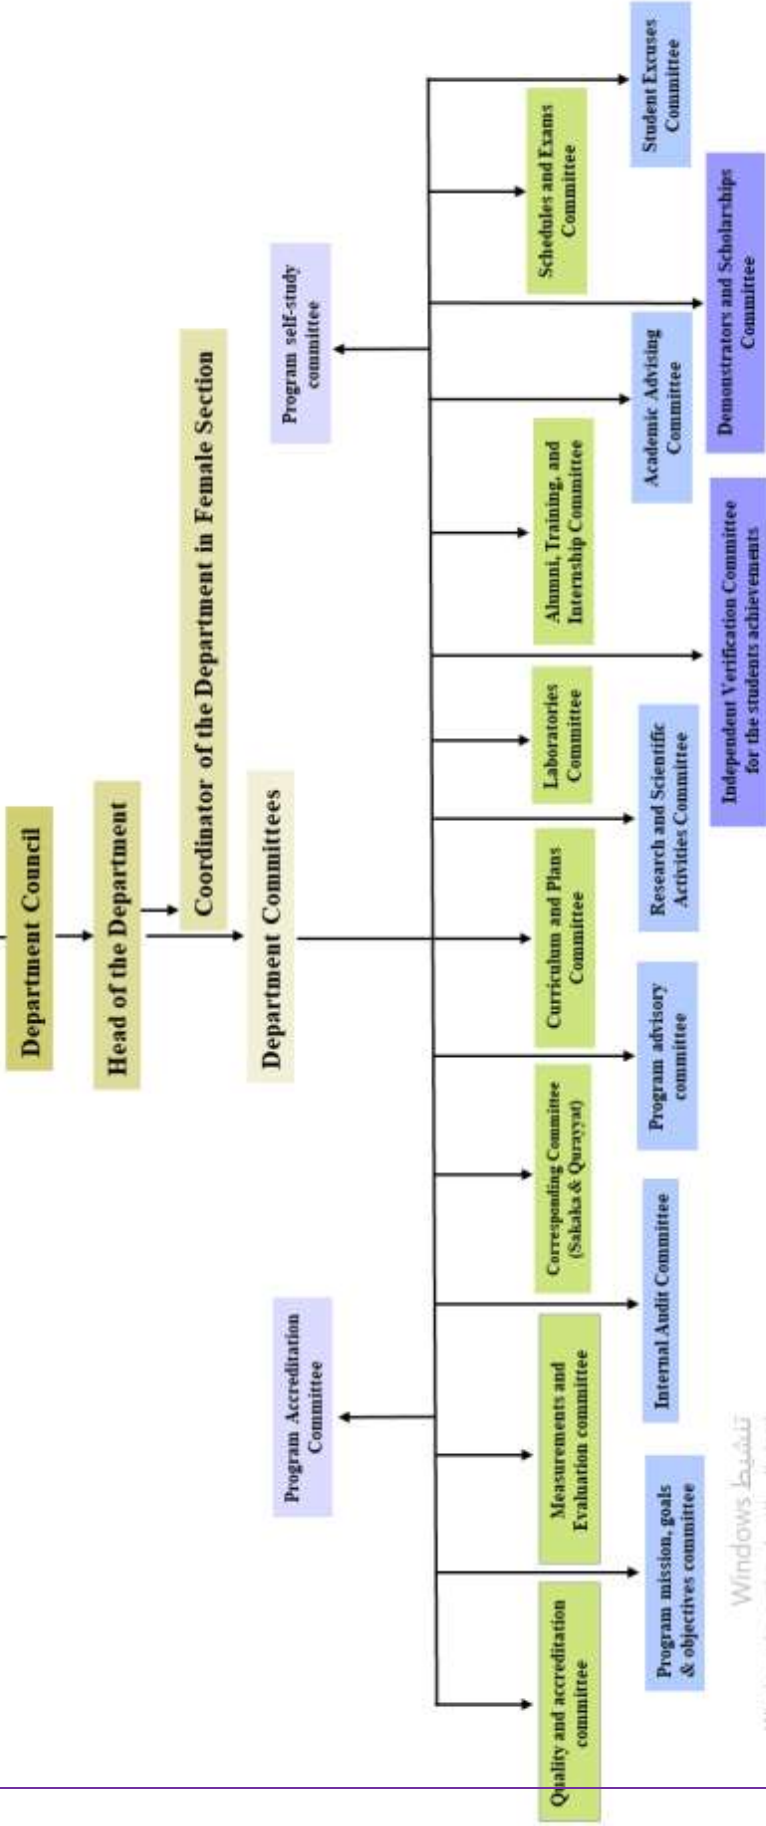 Department Council
Head of the Department
Coordinator of the Department in Female Section
Department Committees
Program Accreditation
Committee
Program self-study
committee
Quality and accreditation
committee
Measurements and
Evaluation committee
Corresponding Committee
(Sakaka & Qurayyat)
Curriculum and Plans
Committee
Laboratories
Committee
Alumni, Training, and
Internship Committee
Schedules and Exams
Committee
Program mission, goals
& objectives committee
Internal Audit Committee
Program advisory
committee
Research and Scientific
Activities Committee
Academic Advising
Committee
Student Excuses
Committee
Independent Verification Committee
for the students achievements
Demonstrators and Scholarships
Committee
تنشيط Windows